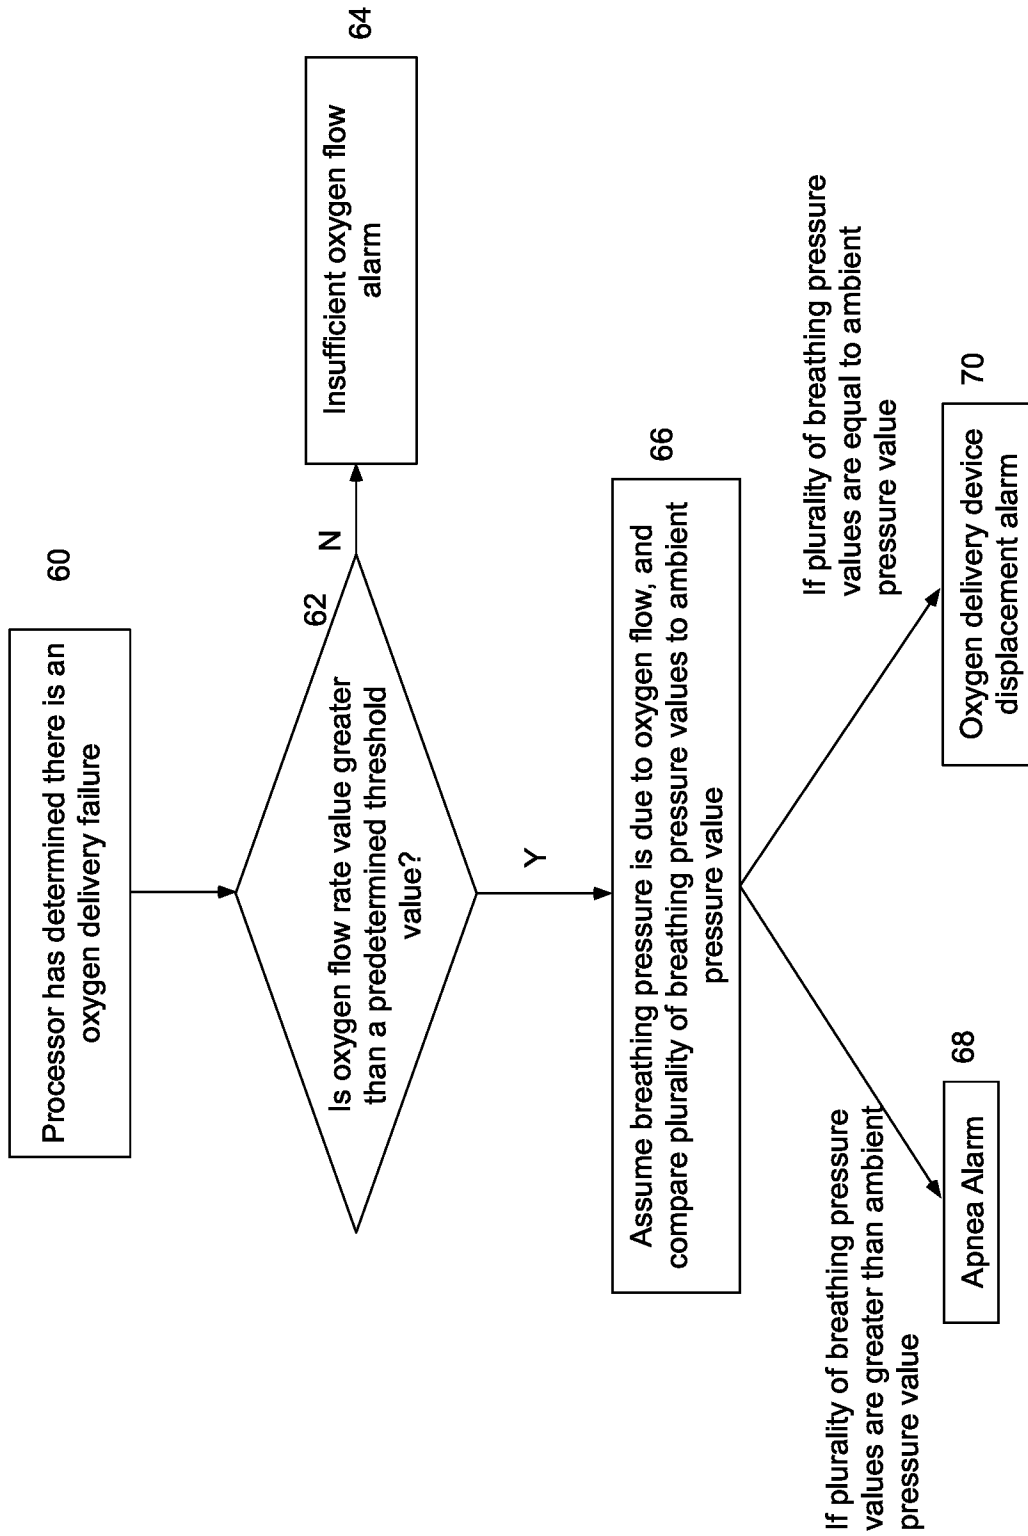 Processor has determined there is an
oxygen delivery failure
60
62
Is oxygen flow rate value greater
than a predetermined threshold
value?
N
Insufficient oxygen flow
alarm
64
Y
Assume breathing pressure is due to oxygen flow, and
compare plurality of breathing pressure values to ambient
pressure value
66
If plurality of breathing pressure
values are greater than ambient
pressure value
If plurality of breathing pressure
values are equal to ambient
pressure value
Apnea Alarm
68
Oxygen delivery device
displacement alarm
70